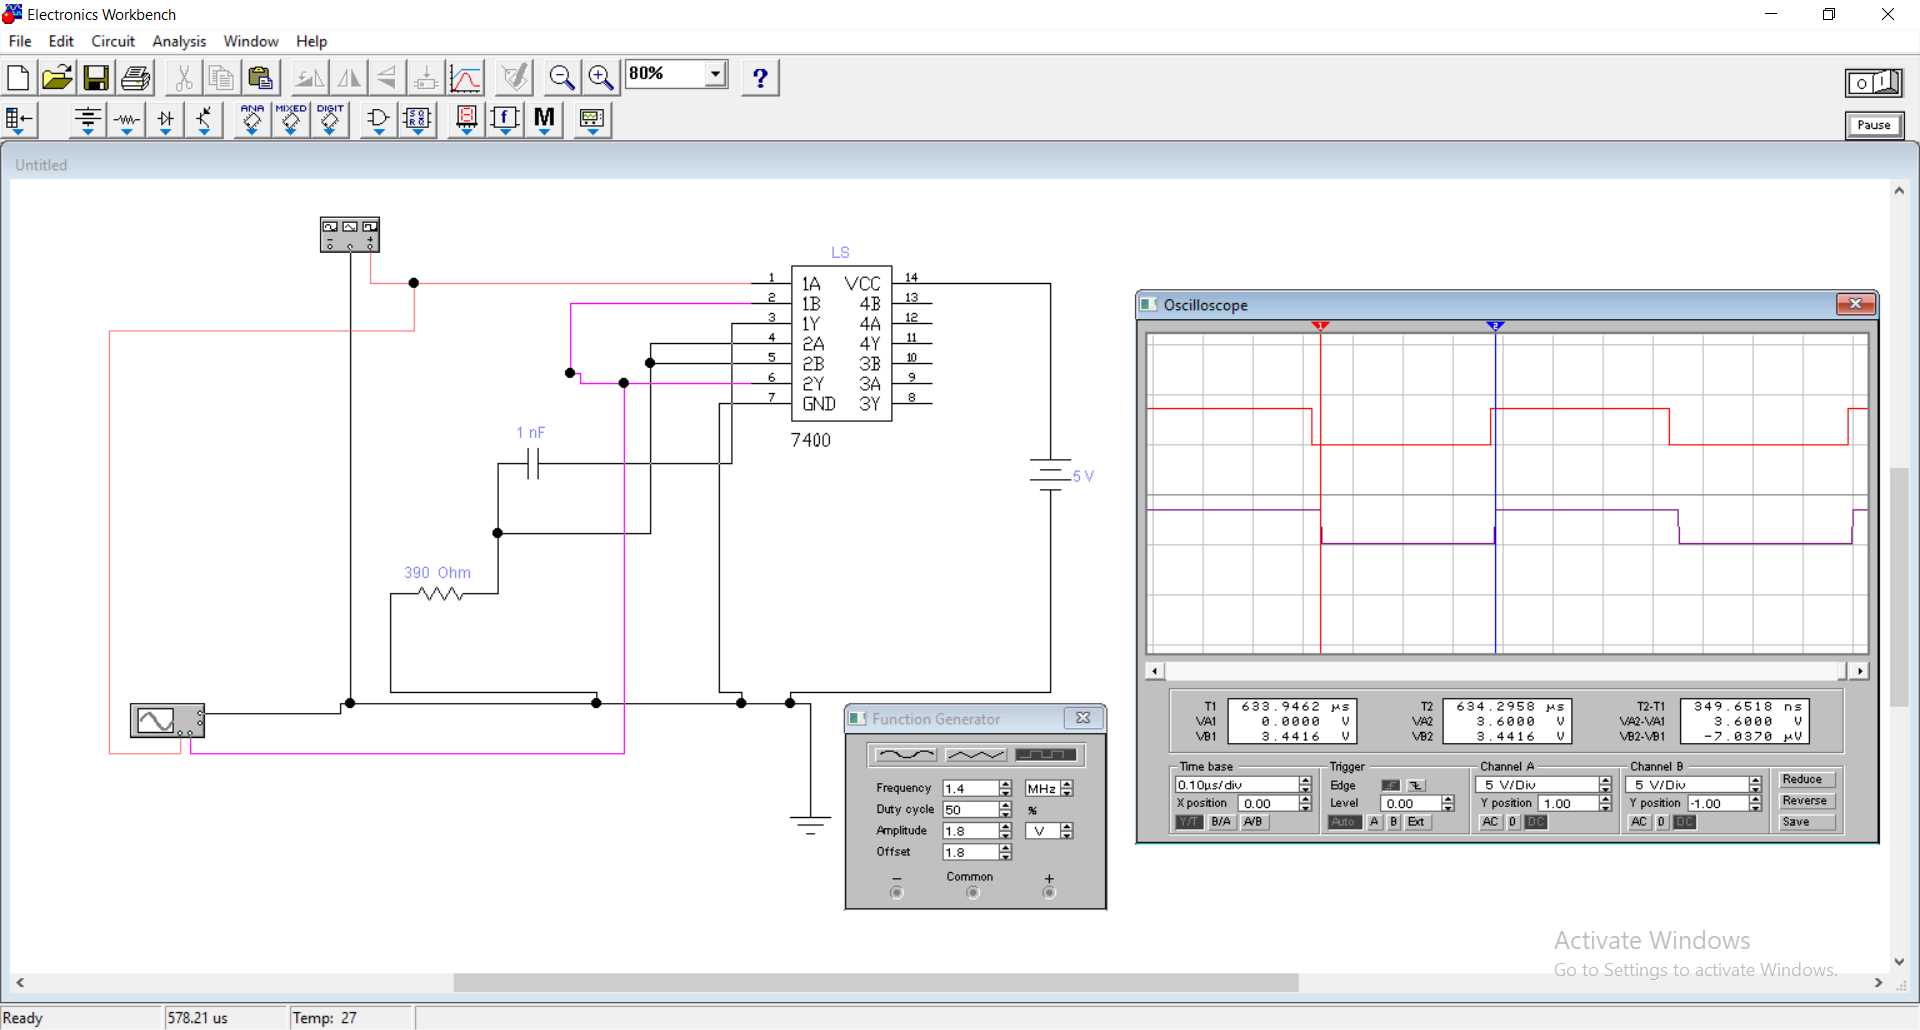 Electronics Workbench
File Edit Circuit Analysis Window Help
80%
?
ANA MIXED DIGIT
f
M
Pause
Untitled
LS
1 1A VCC 14
2 1B 4B 13
3 1Y 4A 12
4 2A 4Y 11
5 2B 3B 10
6 2Y 3A 9
7 GND 3Y 8
7400
1 nF
5 V
390 Ohm
Oscilloscope
1 2
T1 633.9462 µs T2 634.2958 µs T2-T1 349.6518 ns
VA1 0.0000 V VA2 3.6000 V VA2-VA1 3.6000 V
VB1 3.4416 V VB2 3.4416 V VB2-VB1 -7.0370 µV
Time base Trigger Channel A Channel B
0.10µs/div Edge 5 V/Div 5 V/Div Reduce
X position 0.00 Level 0.00 Y position 1.00 Y position -1.00 Reverse
Y/T B/A A/B Auto A B Ext AC 0 DC AC 0 DC Save
Function Generator
Frequency 1.4 MHz
Duty cycle 50 %
Amplitude 1.8 V
Offset 1.8
− Common +
Activate Windows
Go to Settings to activate Windows.
Ready 578.21 us Temp: 27